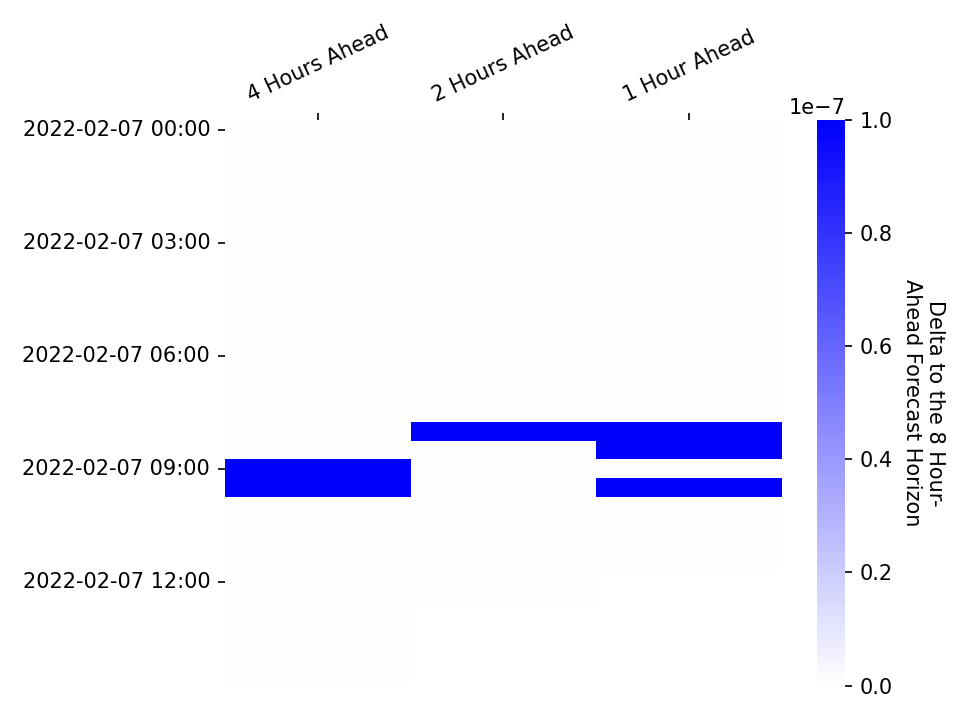 4 Hours Ahead
2 Hours Ahead
1 Hour Ahead
1e−7
2022-02-07 00:00
2022-02-07 03:00
2022-02-07 06:00
2022-02-07 09:00
2022-02-07 12:00
1.0
0.8
0.6
0.4
0.2
0.0
Delta to the 8 Hour-
Ahead Forecast Horizon